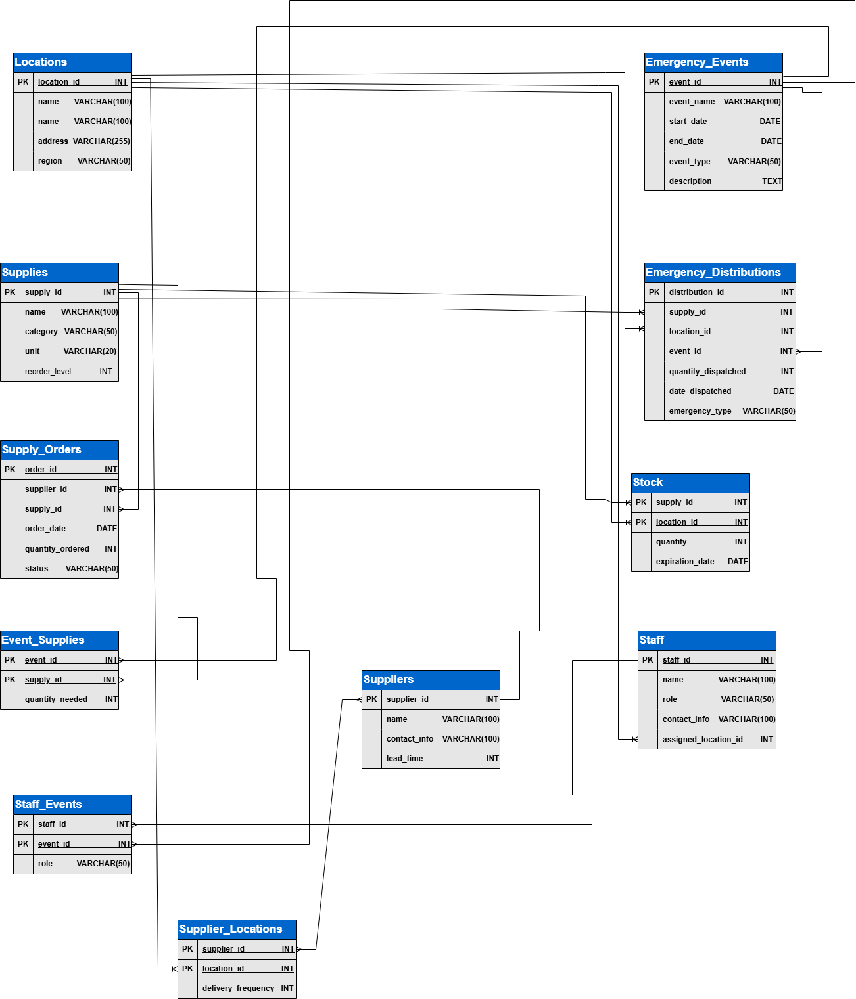 Locations
PK location_id INT
name VARCHAR(100)
name VARCHAR(100)
address VARCHAR(255)
region VARCHAR(50)
Emergency_Events
PK event_id INT
event_name VARCHAR(100)
start_date DATE
end_date DATE
event_type VARCHAR(50)
description TEXT
Supplies
PK supply_id INT
name VARCHAR(100)
category VARCHAR(50)
unit VARCHAR(20)
reorder_level INT
Emergency_Distributions
PK distribution_id INT
supply_id INT
location_id INT
event_id INT
quantity_dispatched INT
date_dispatched DATE
emergency_type VARCHAR(50)
Supply_Orders
PK order_id INT
supplier_id INT
supply_id INT
order_date DATE
quantity_ordered INT
status VARCHAR(50)
Stock
PK supply_id INT
PK location_id INT
quantity INT
expiration_date DATE
Event_Supplies
PK event_id INT
PK supply_id INT
quantity_needed INT
Suppliers
PK supplier_id INT
name VARCHAR(100)
contact_info VARCHAR(100)
lead_time INT
Staff
PK staff_id INT
name VARCHAR(100)
role VARCHAR(50)
contact_info VARCHAR(100)
assigned_location_id INT
Staff_Events
PK staff_id INT
PK event_id INT
role VARCHAR(50)
Supplier_Locations
PK supplier_id INT
PK location_id INT
delivery_frequency INT